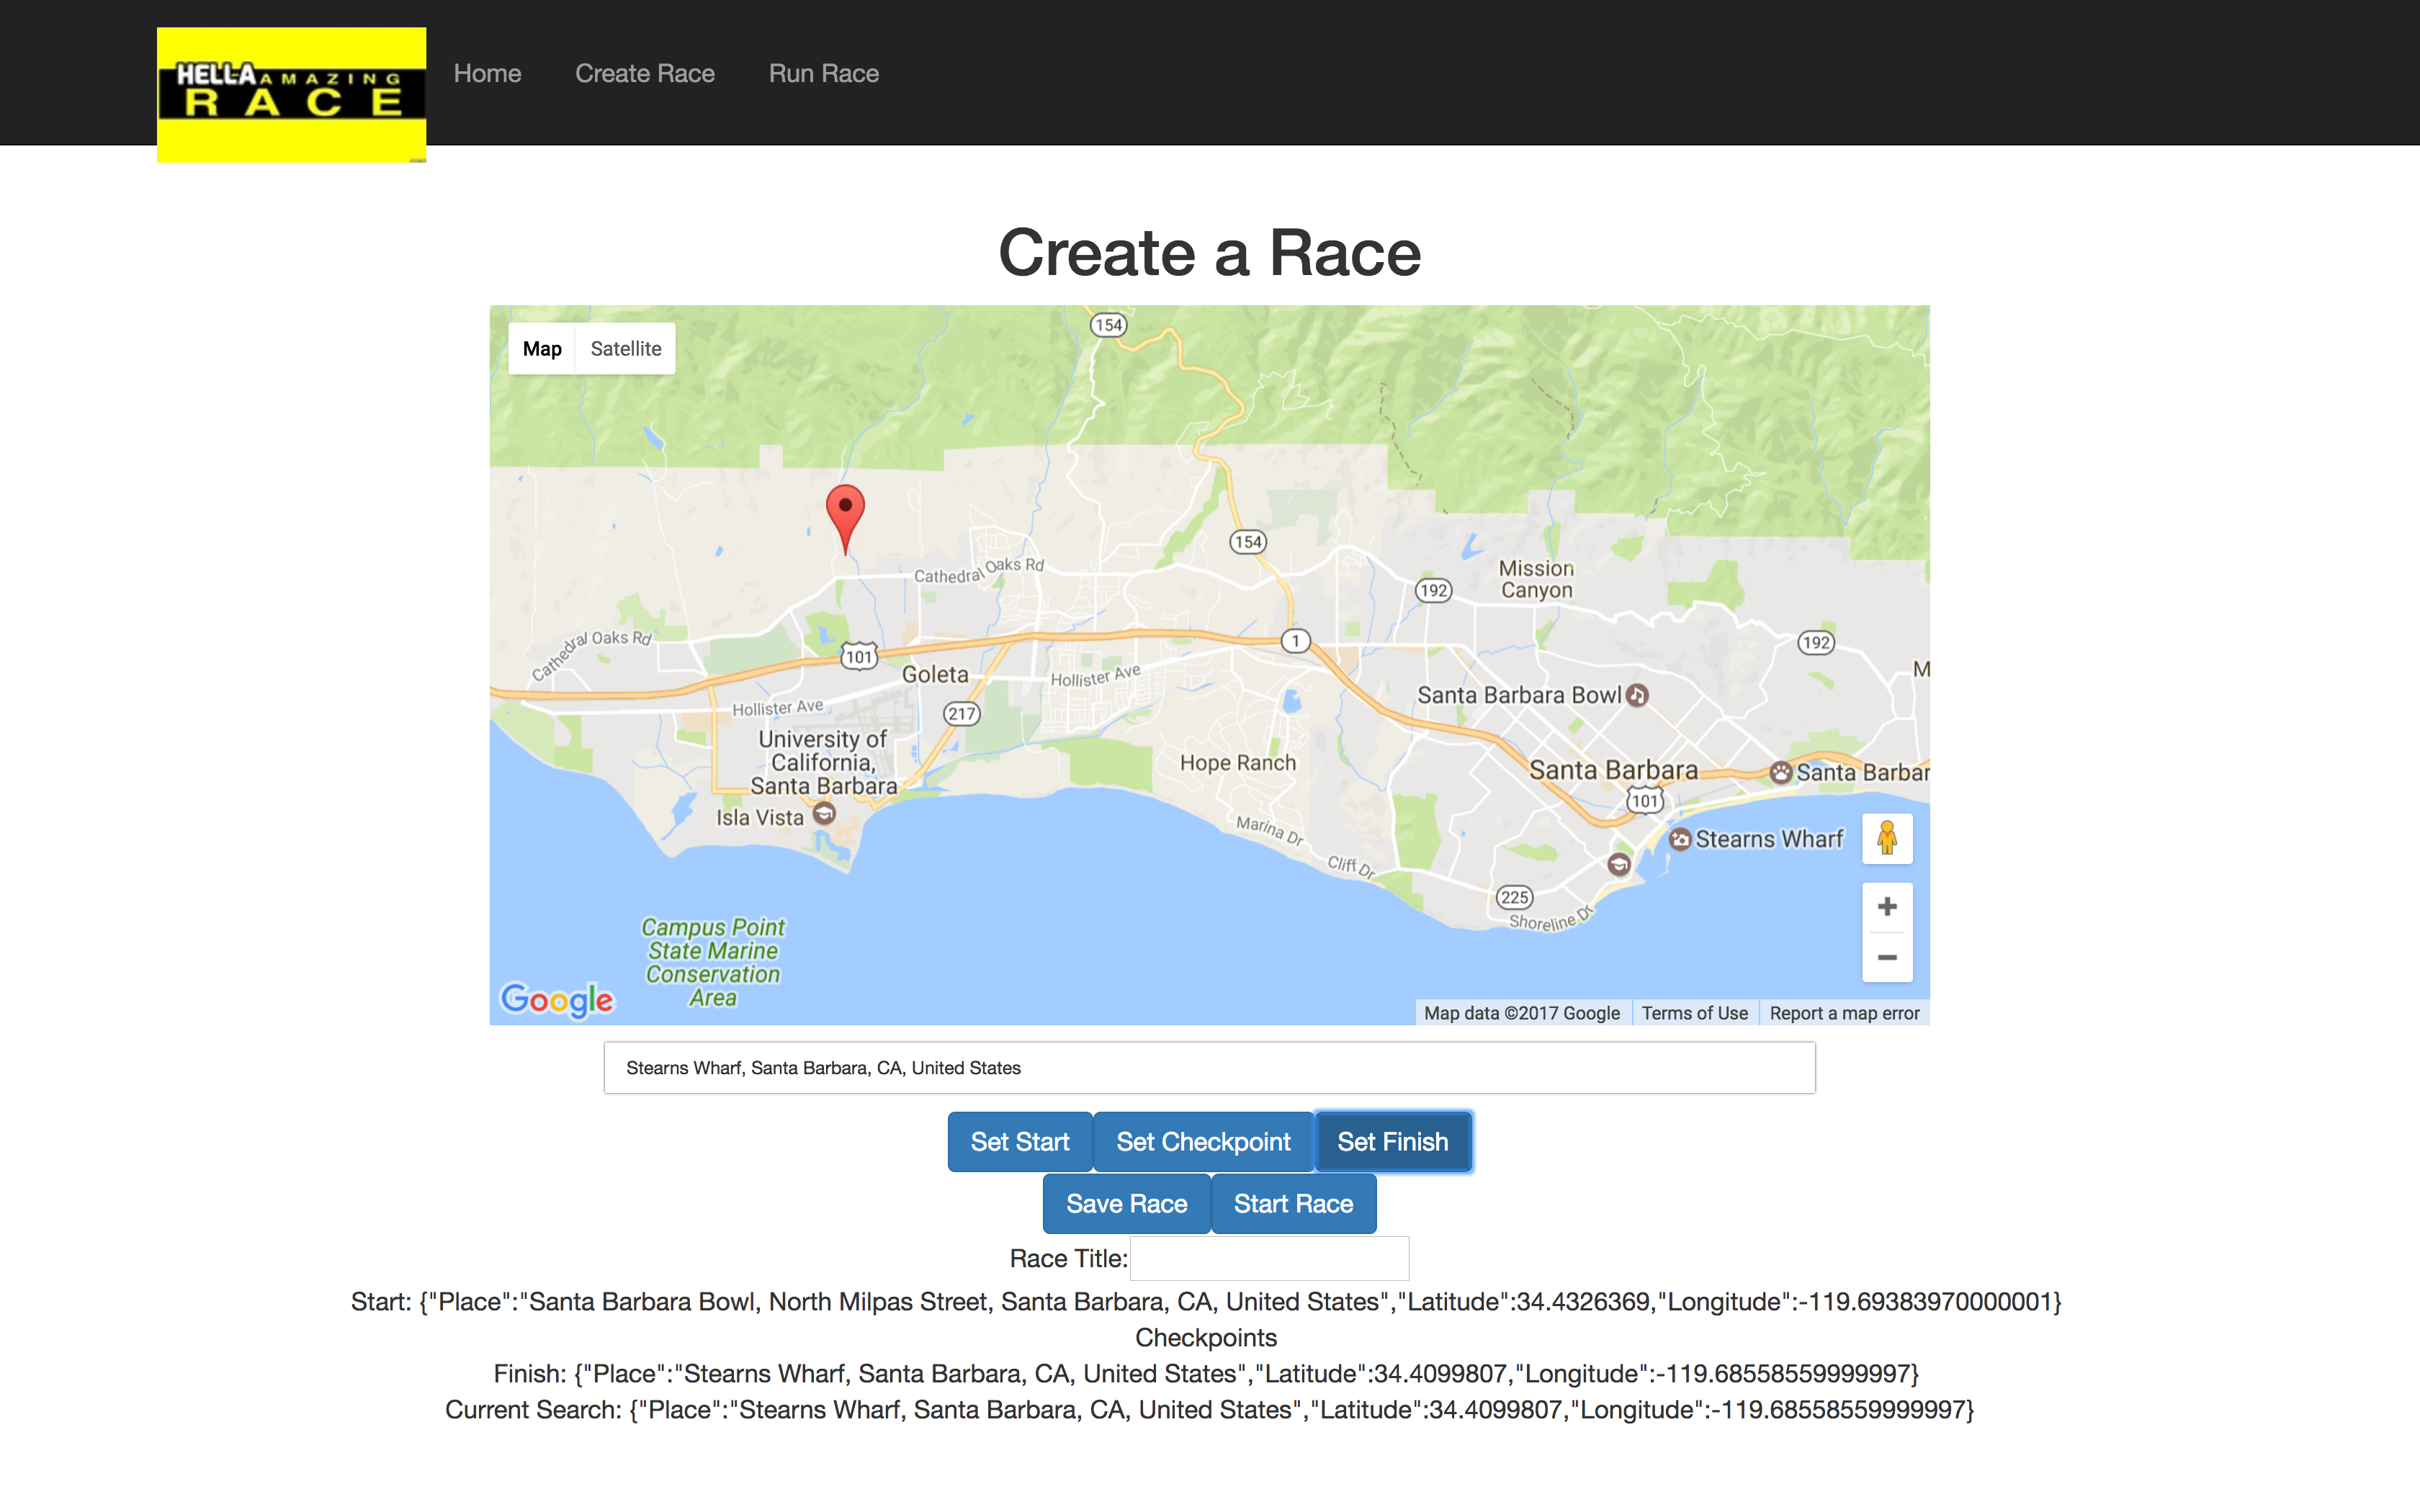 HELLA AMAZING
RACE
Home
Create Race
Run Race
Create a Race
Map
Satellite
154
Cathedral Oaks Rd
154
192
Mission
Canyon
192
Cathedral Oaks Rd
101
1
M
Goleta
Hollister Ave
Hollister Ave
217
Santa Barbara Bowl
University of
California,
Santa Barbara
Hope Ranch
Santa Barbara
Santa Barbar
101
Isla Vista
Marina Dr
Stearns Wharf
Cliff Dr
225
Shoreline Dr
Campus Point
State Marine
Conservation
Area
Google
Map data ©2017 Google
Terms of Use
Report a map error
Stearns Wharf, Santa Barbara, CA, United States
Set Start
Set Checkpoint
Set Finish
Save Race
Start Race
Race Title:
Start: {"Place":"Santa Barbara Bowl, North Milpas Street, Santa Barbara, CA, United States","Latitude":34.4326369,"Longitude":-119.69383970000001}
Checkpoints
Finish: {"Place":"Stearns Wharf, Santa Barbara, CA, United States","Latitude":34.4099807,"Longitude":-119.68558559999997}
Current Search: {"Place":"Stearns Wharf, Santa Barbara, CA, United States","Latitude":34.4099807,"Longitude":-119.68558559999997}